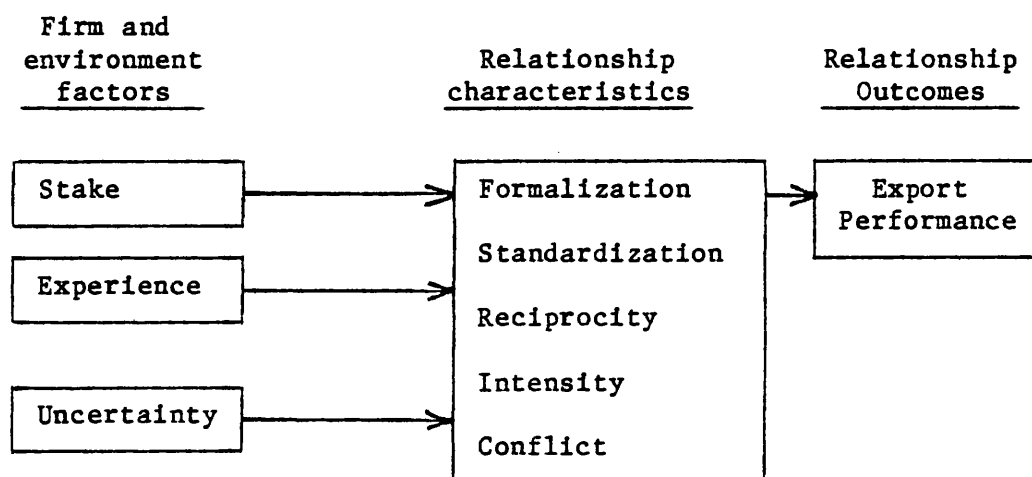 Firm and
environment
factors
Relationship
characteristics
Relationship
Outcomes
Stake
Experience
Uncertainty
Formalization
Standardization
Reciprocity
Intensity
Conflict
Export
Performance